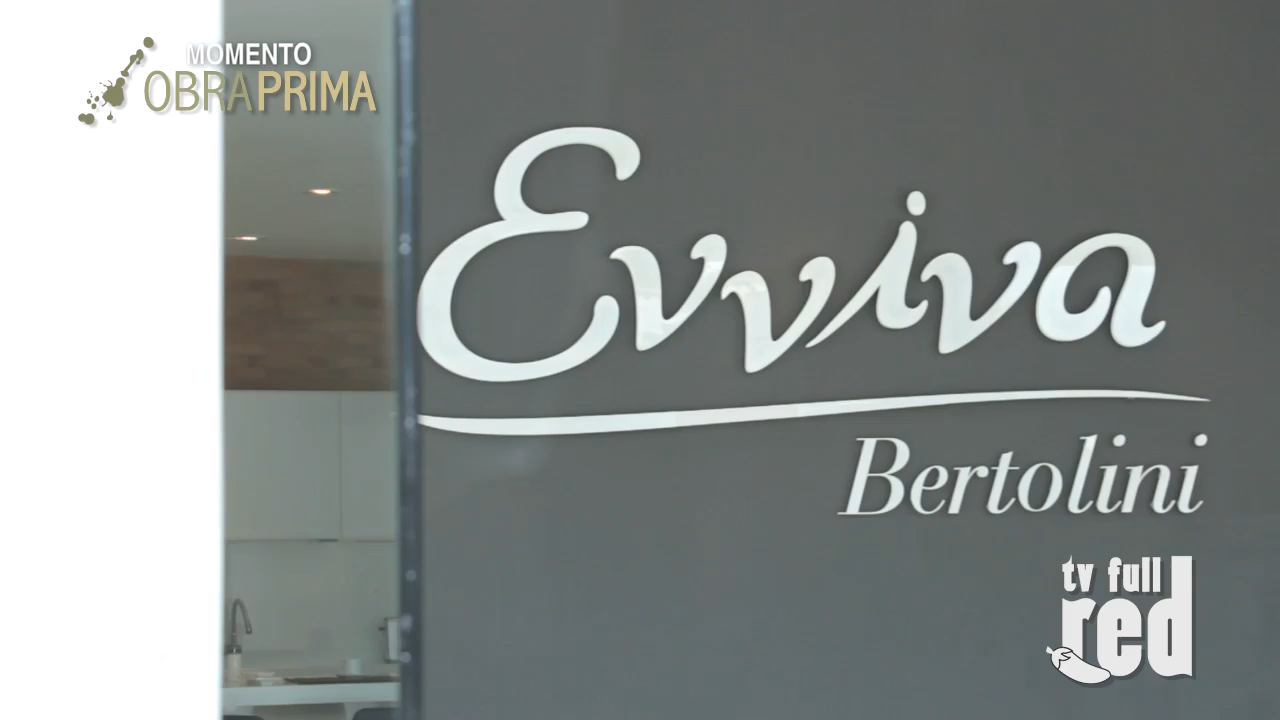 MOMENTO
OBRAPRIMA
Evviva
Bertolini
tv full
red